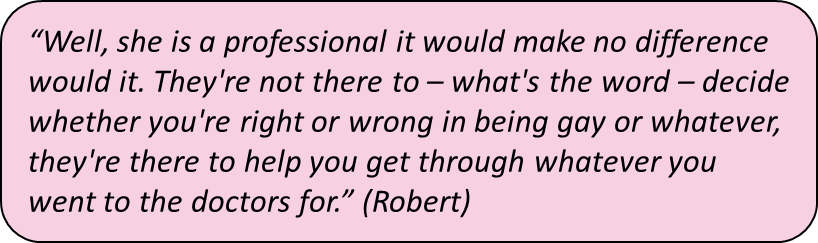 “Well, she is a professional it would make no difference
would it. They're not there to – what's the word – decide
whether you're right or wrong in being gay or whatever,
they're there to help you get through whatever you
went to the doctors for.” (Robert)